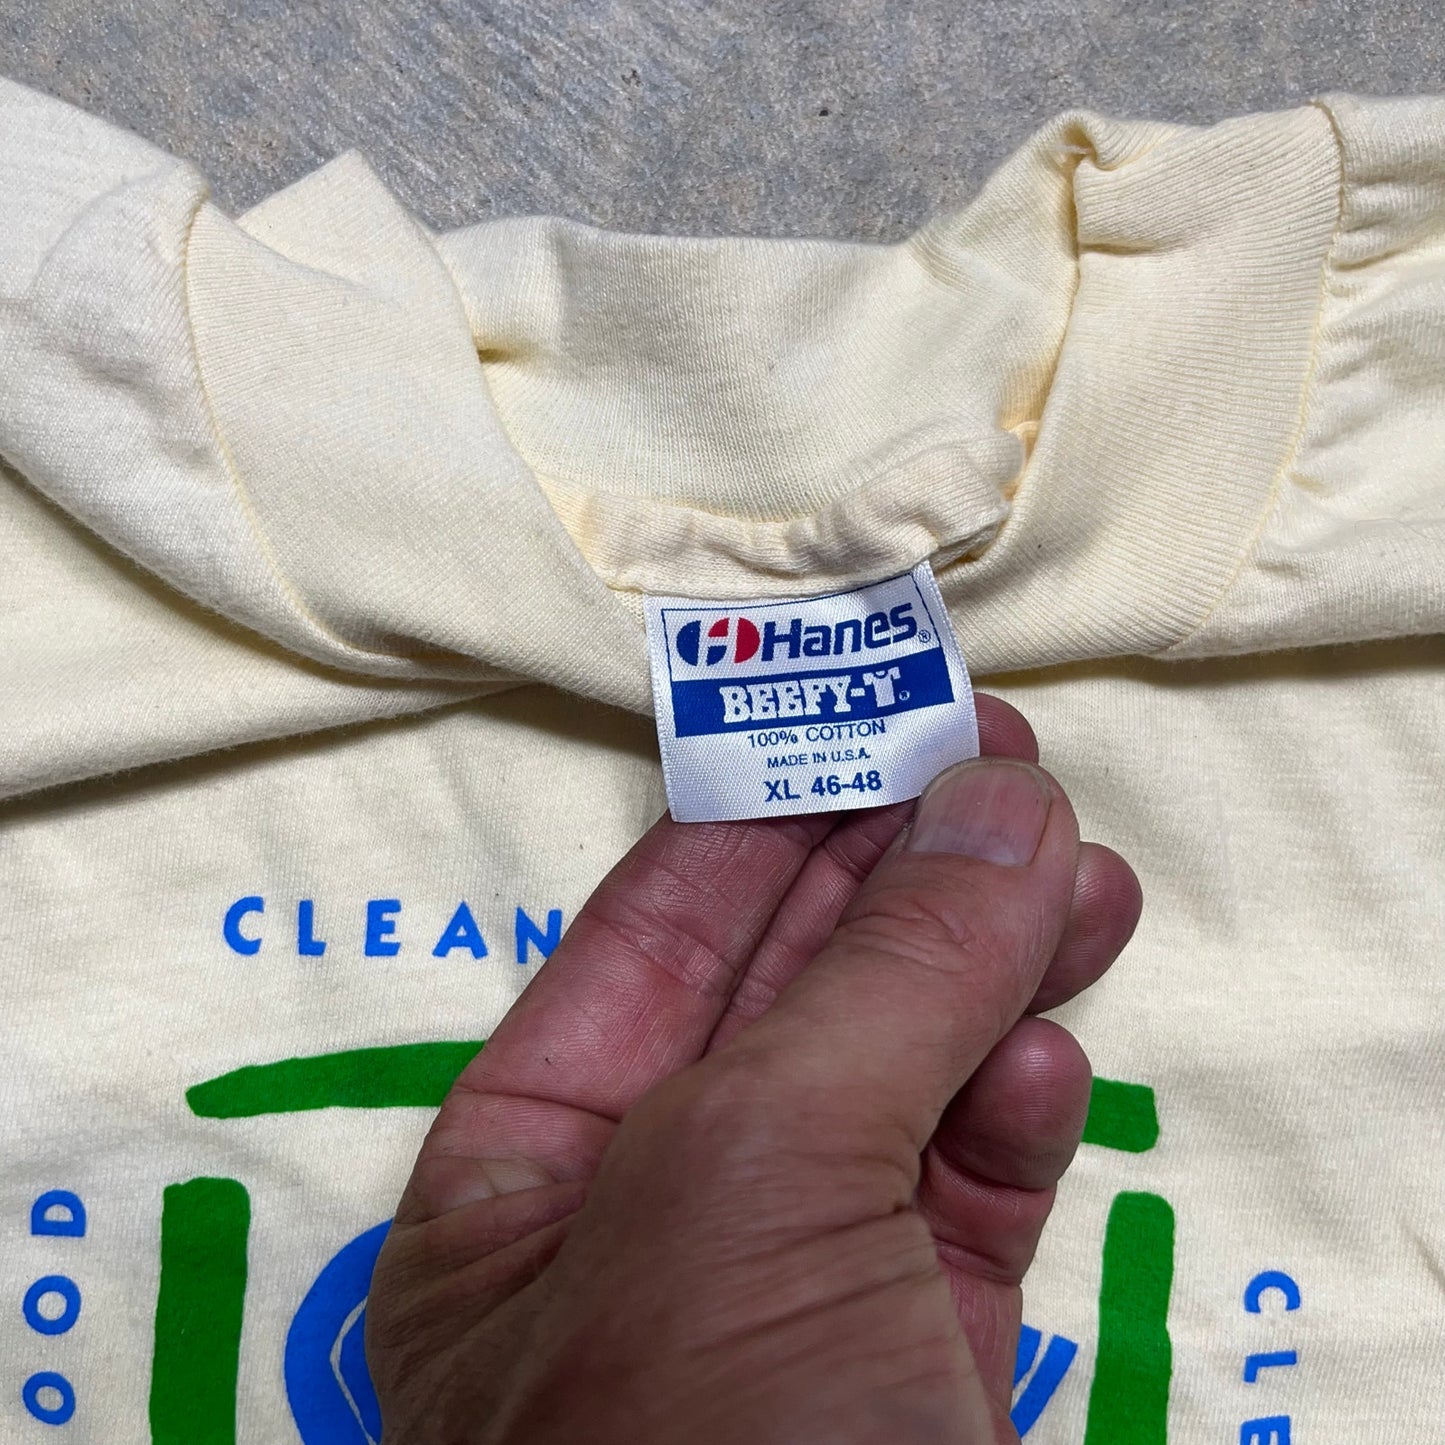 Hanes®
BEEFY-T®
100% COTTON
MADE IN U.S.A.
XL 46-48
CLEAN
OOD
CLE